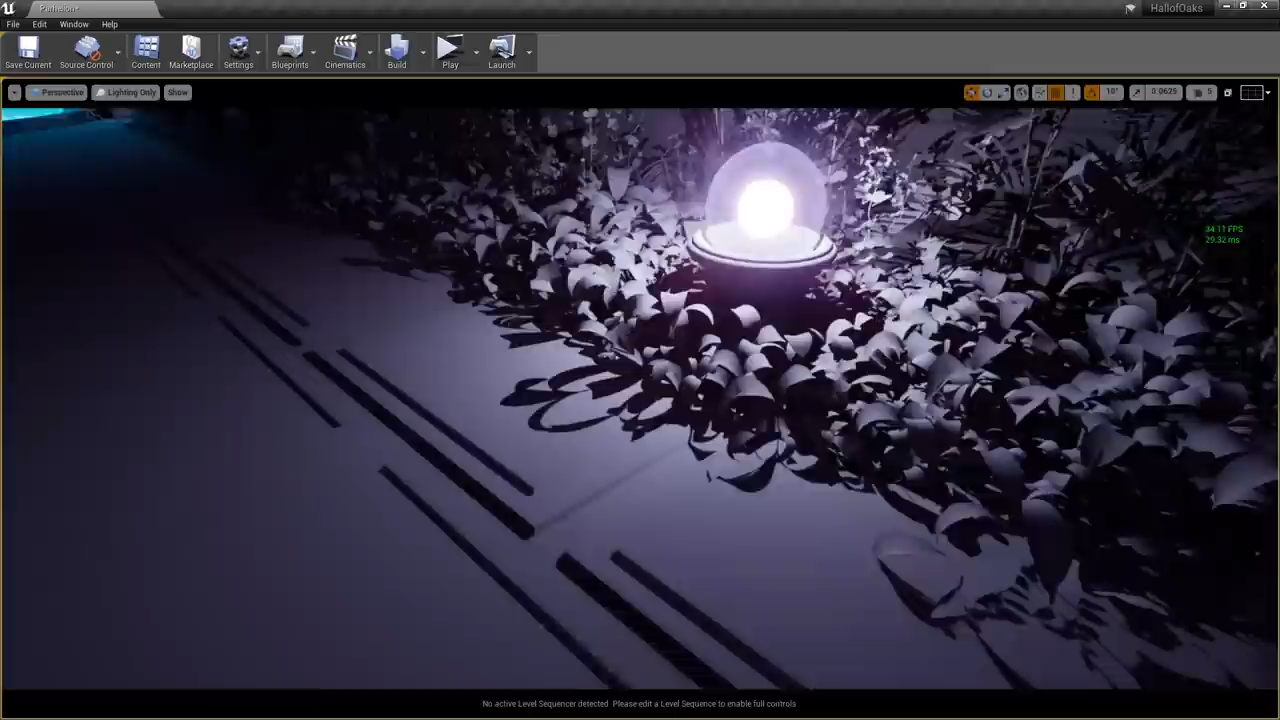 Parhelion*
HallofOaks
File Edit Window Help
Save Current Source Control Content Marketplace Settings Blueprints Cinematics Build Play Launch
Perspective Lighting Only Show 10° 0.0625 5
34.11 FPS
29.32 ms
No active Level Sequencer detected. Please edit a Level Sequence to enable full controls